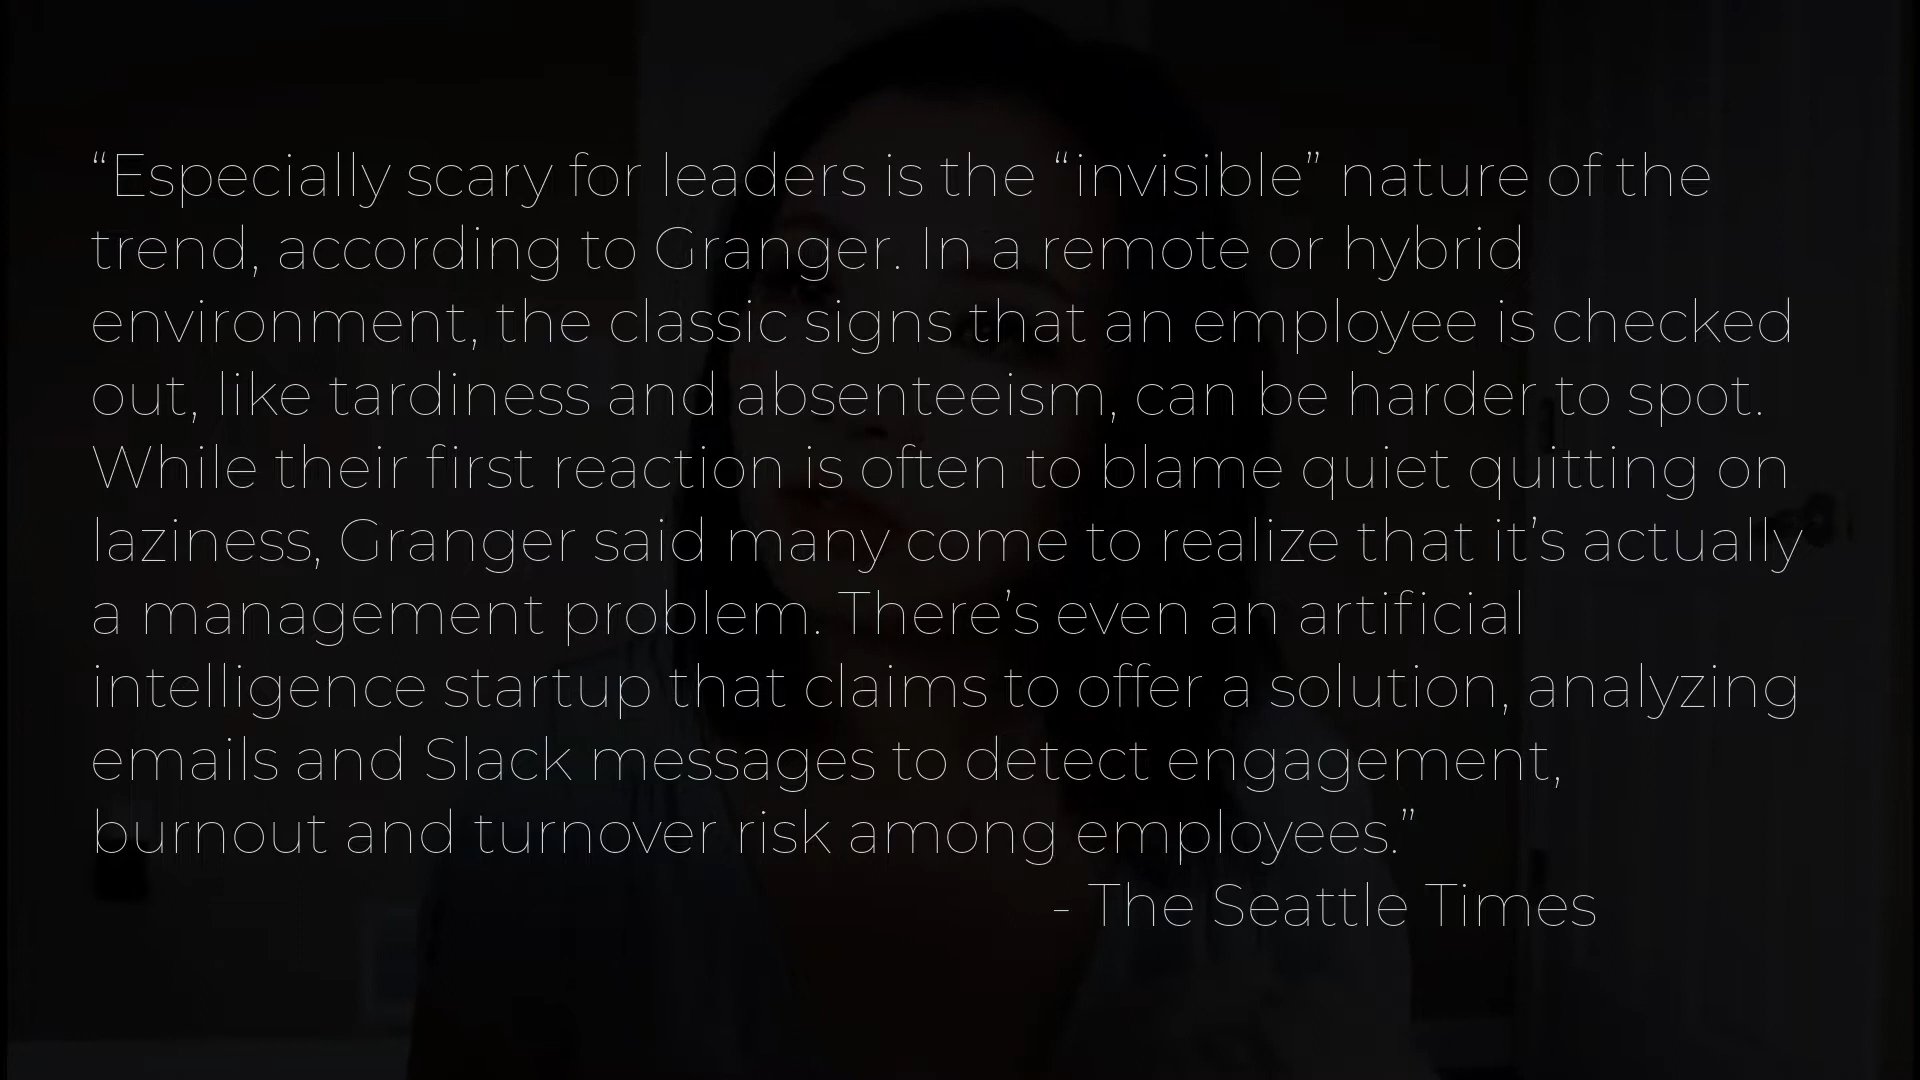 “Especially scary for leaders is the “invisible” nature of the
trend, according to Granger. In a remote or hybrid
environment, the classic signs that an employee is checked
out, like tardiness and absenteeism, can be harder to spot.
While their first reaction is often to blame quiet quitting on
laziness, Granger said many come to realize that it’s actually
a management problem. There’s even an artificial
intelligence startup that claims to offer a solution, analyzing
emails and Slack messages to detect engagement,
burnout and turnover risk among employees.”
- The Seattle Times